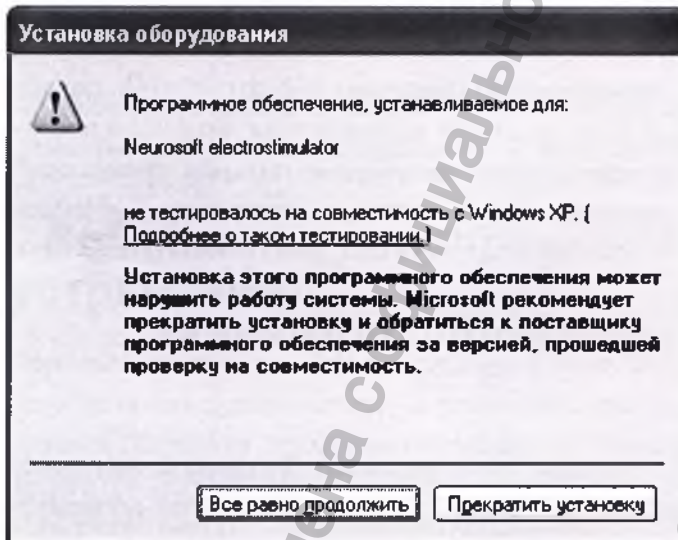 Установка оборудования
Программное обеспечение, устанавливаемое для:
Neurosoft electrostimulator
не тестировалось на совместимость с Windows XP. (
Подробнее о таком тестировании.)
Установка этого программного обеспечения может
нарушить работу системы. Microsoft рекомендует
прекратить установку и обратиться к поставщику
программного обеспечения за версией, прошедшей
проверку на совместимость.
Все равно продолжить
Прекратить установку
ена с официально